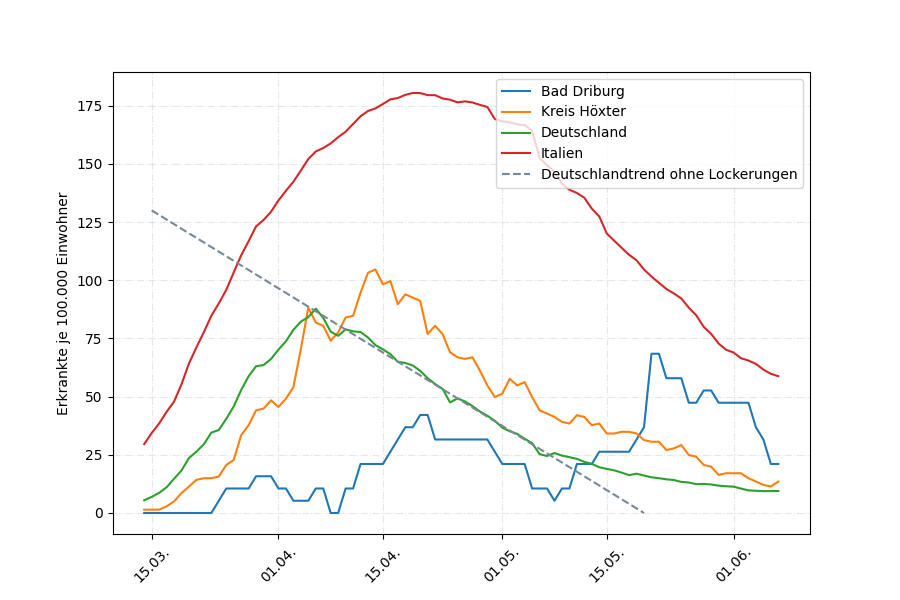 Erkrankte je 100.000 Einwohner
175
150
125
100
75
50
25
0
Bad Driburg
Kreis Höxter
Deutschland
Italien
Deutschlandtrend ohne Lockerungen
15.03.
01.04.
15.04.
01.05.
15.05.
01.06.